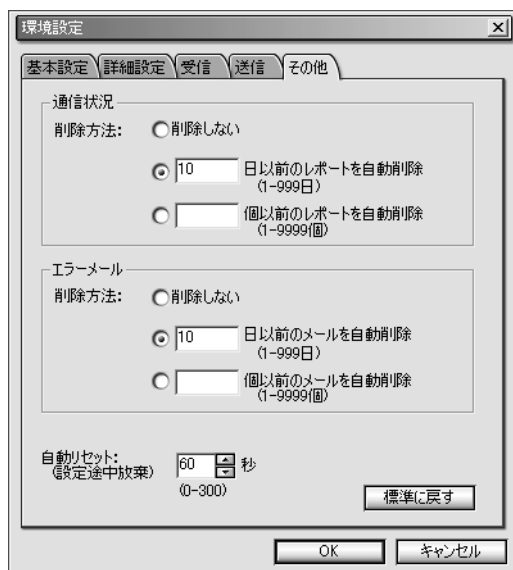 環境設定
基本設定 詳細設定 受信 送信 その他
通信状況
削除方法: 削除しない
10 日以前のレポートを自動削除
(1-999日)
個以前のレポートを自動削除
(1-9999個)
エラーメール
削除方法: 削除しない
10 日以前のメールを自動削除
(1-999日)
個以前のメールを自動削除
(1-9999個)
自動リセット:
(設定途中放棄)
60 秒
(0-300)
標準に戻す
OK キャンセル